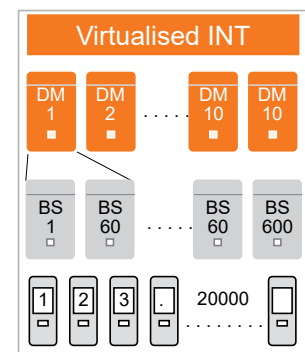 Virtualised INT
DM DM DM DM
1 2 ..... 10 10
BS BS BS BS
1 60 ..... 60 600
1 2 3 . 20000
........